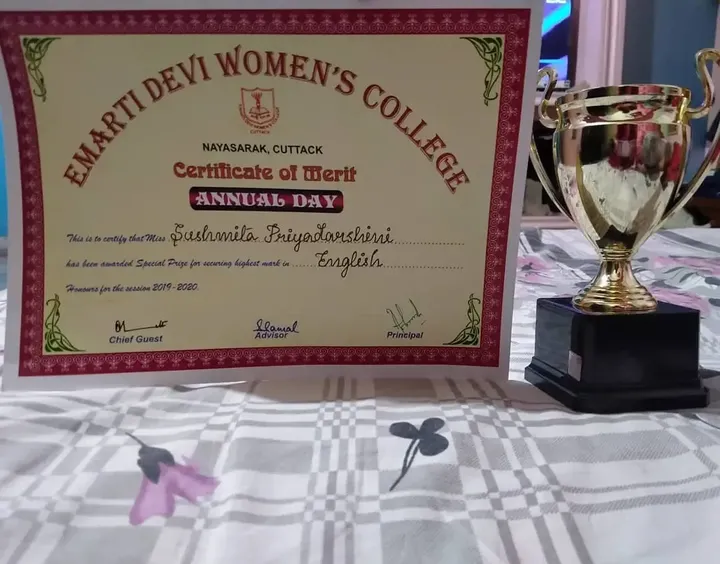 EMARTI DEVI WOMEN'S COLLEGE
CUTTACK
NAYASARAK, CUTTACK
Certificate of Merit
ANNUAL DAY
This is to certify that Miss Sushmita Priyadarshini
has been awarded Special Prize for securing highest mark in English
Honours for the session 2019-2020.
Chief Guest Advisor Principal